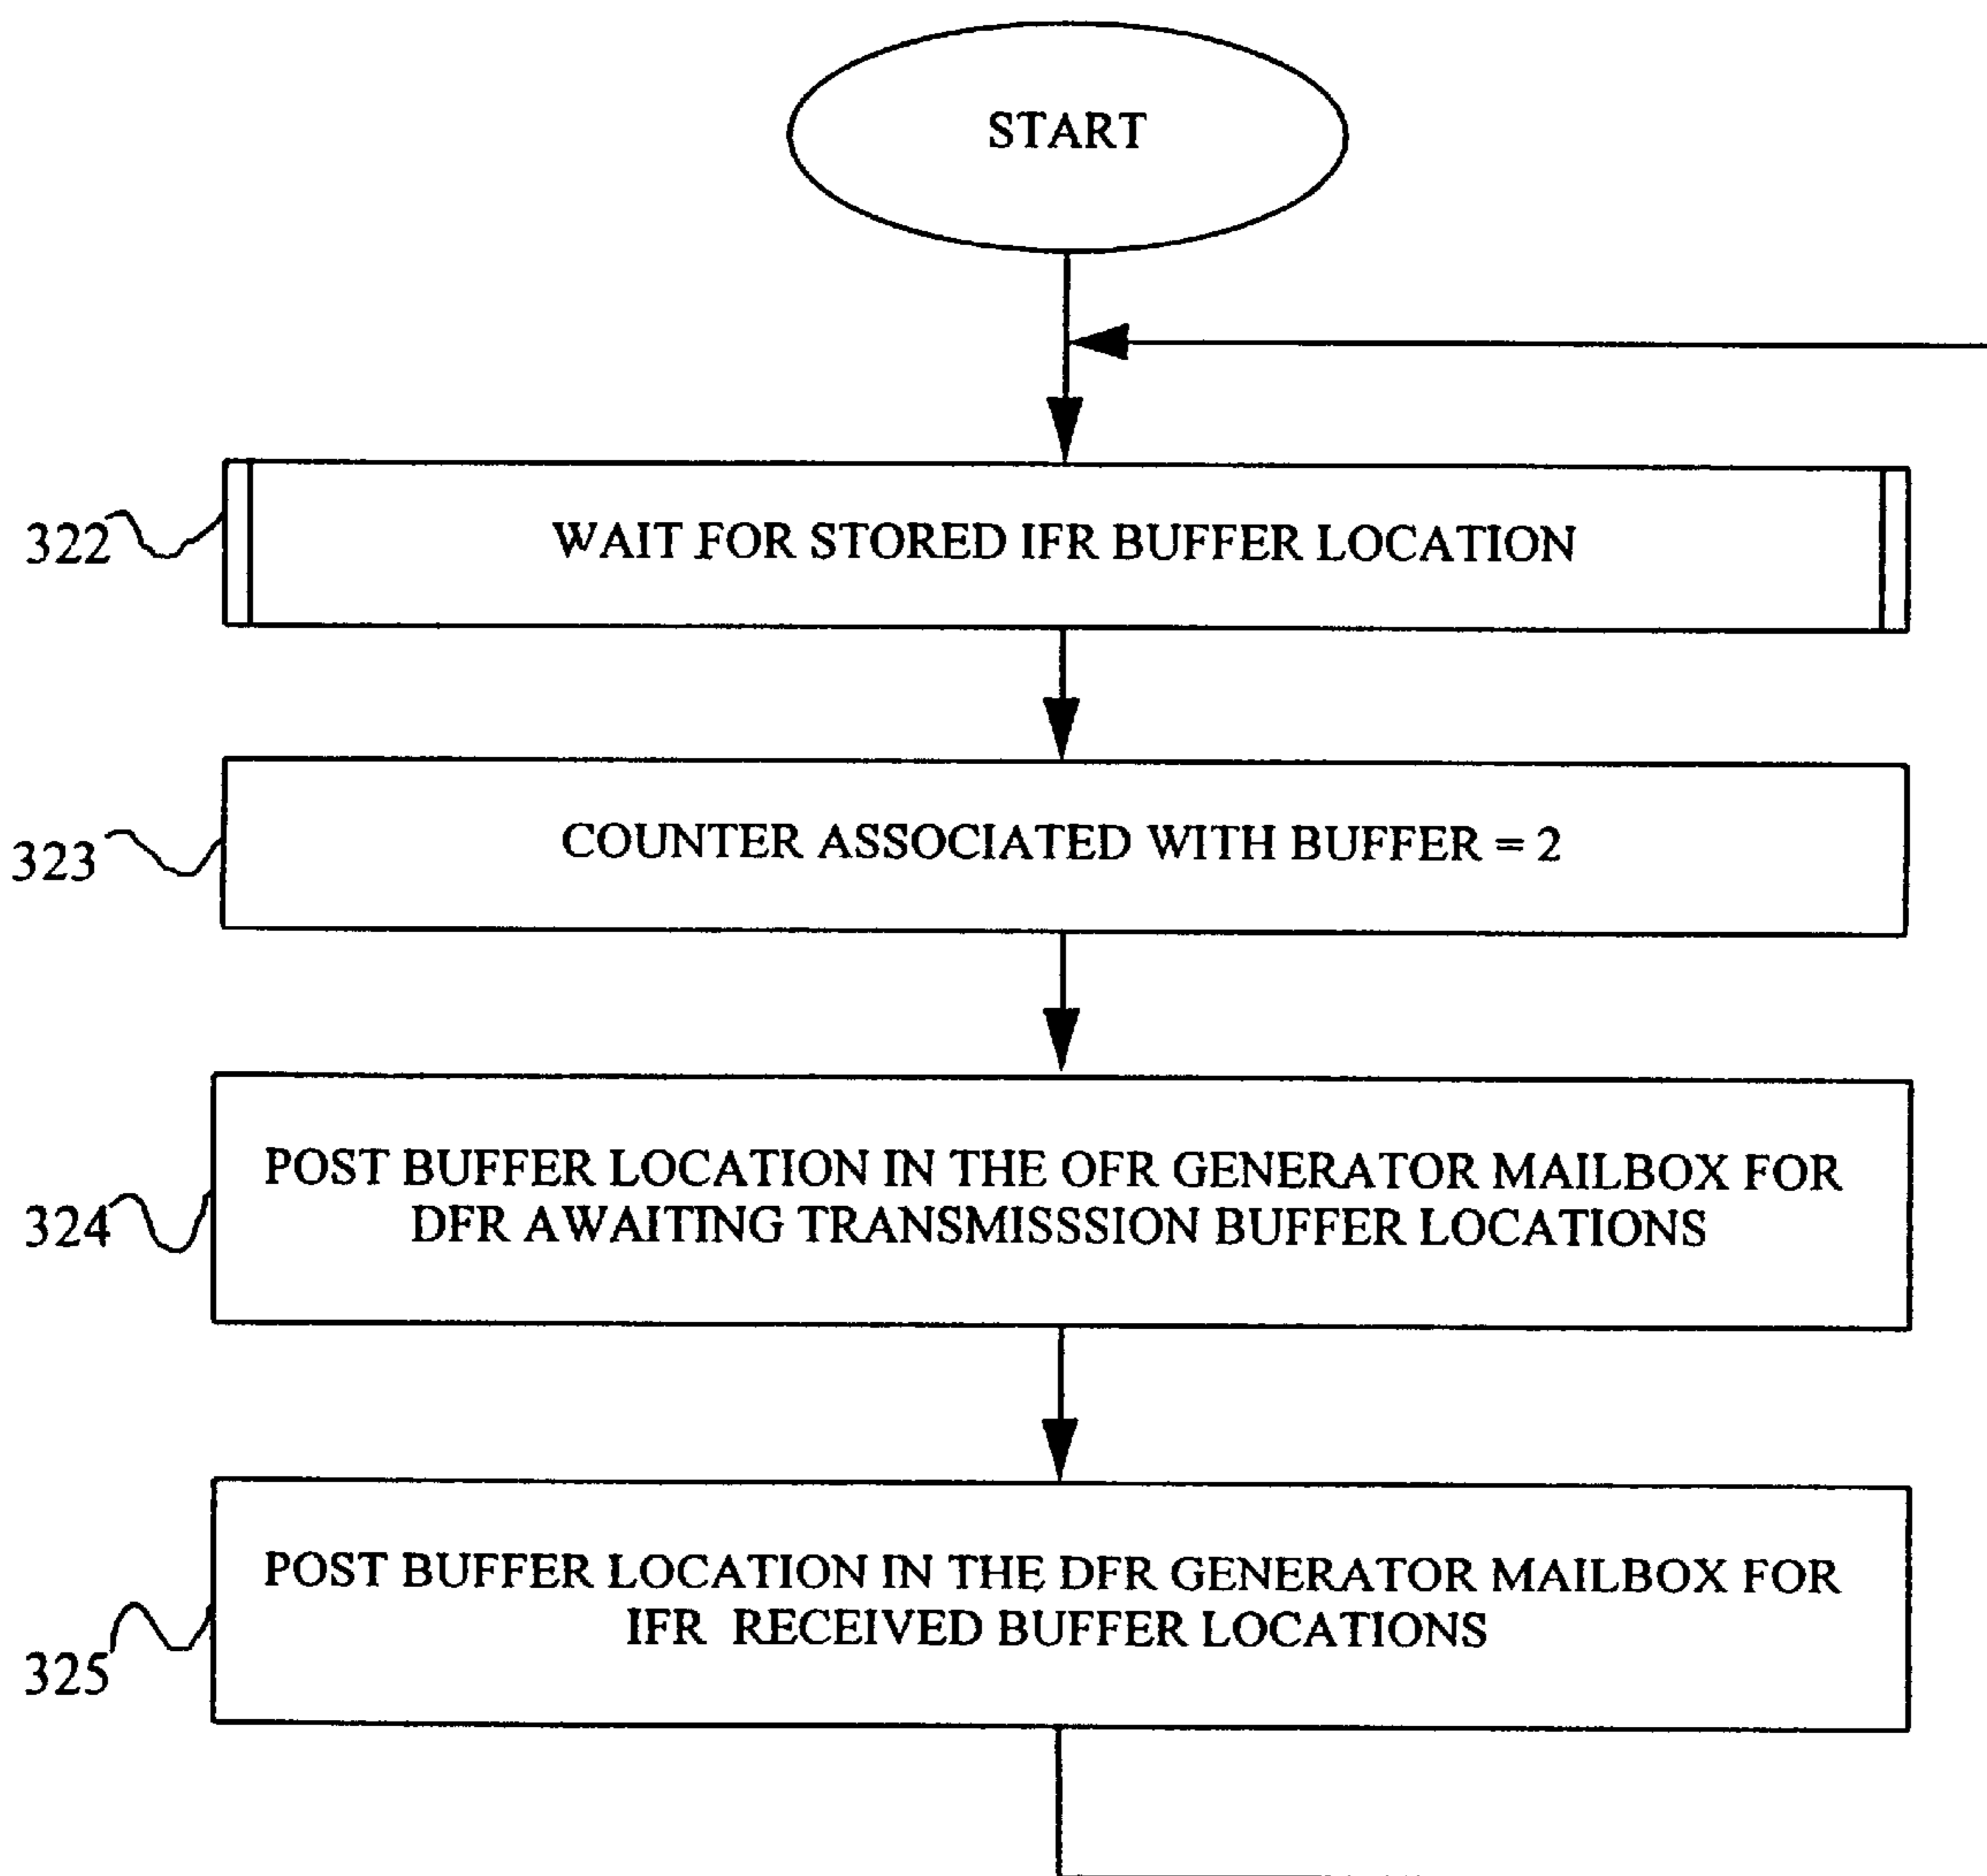 START
322
WAIT FOR STORED IFR BUFFER LOCATION
323
COUNTER ASSOCIATED WITH BUFFER = 2
324
POST BUFFER LOCATION IN THE OFR GENERATOR MAILBOX FOR
DFR AWAITING TRANSMISSSION BUFFER LOCATIONS
325
POST BUFFER LOCATION IN THE DFR GENERATOR MAILBOX FOR
IFR RECEIVED BUFFER LOCATIONS